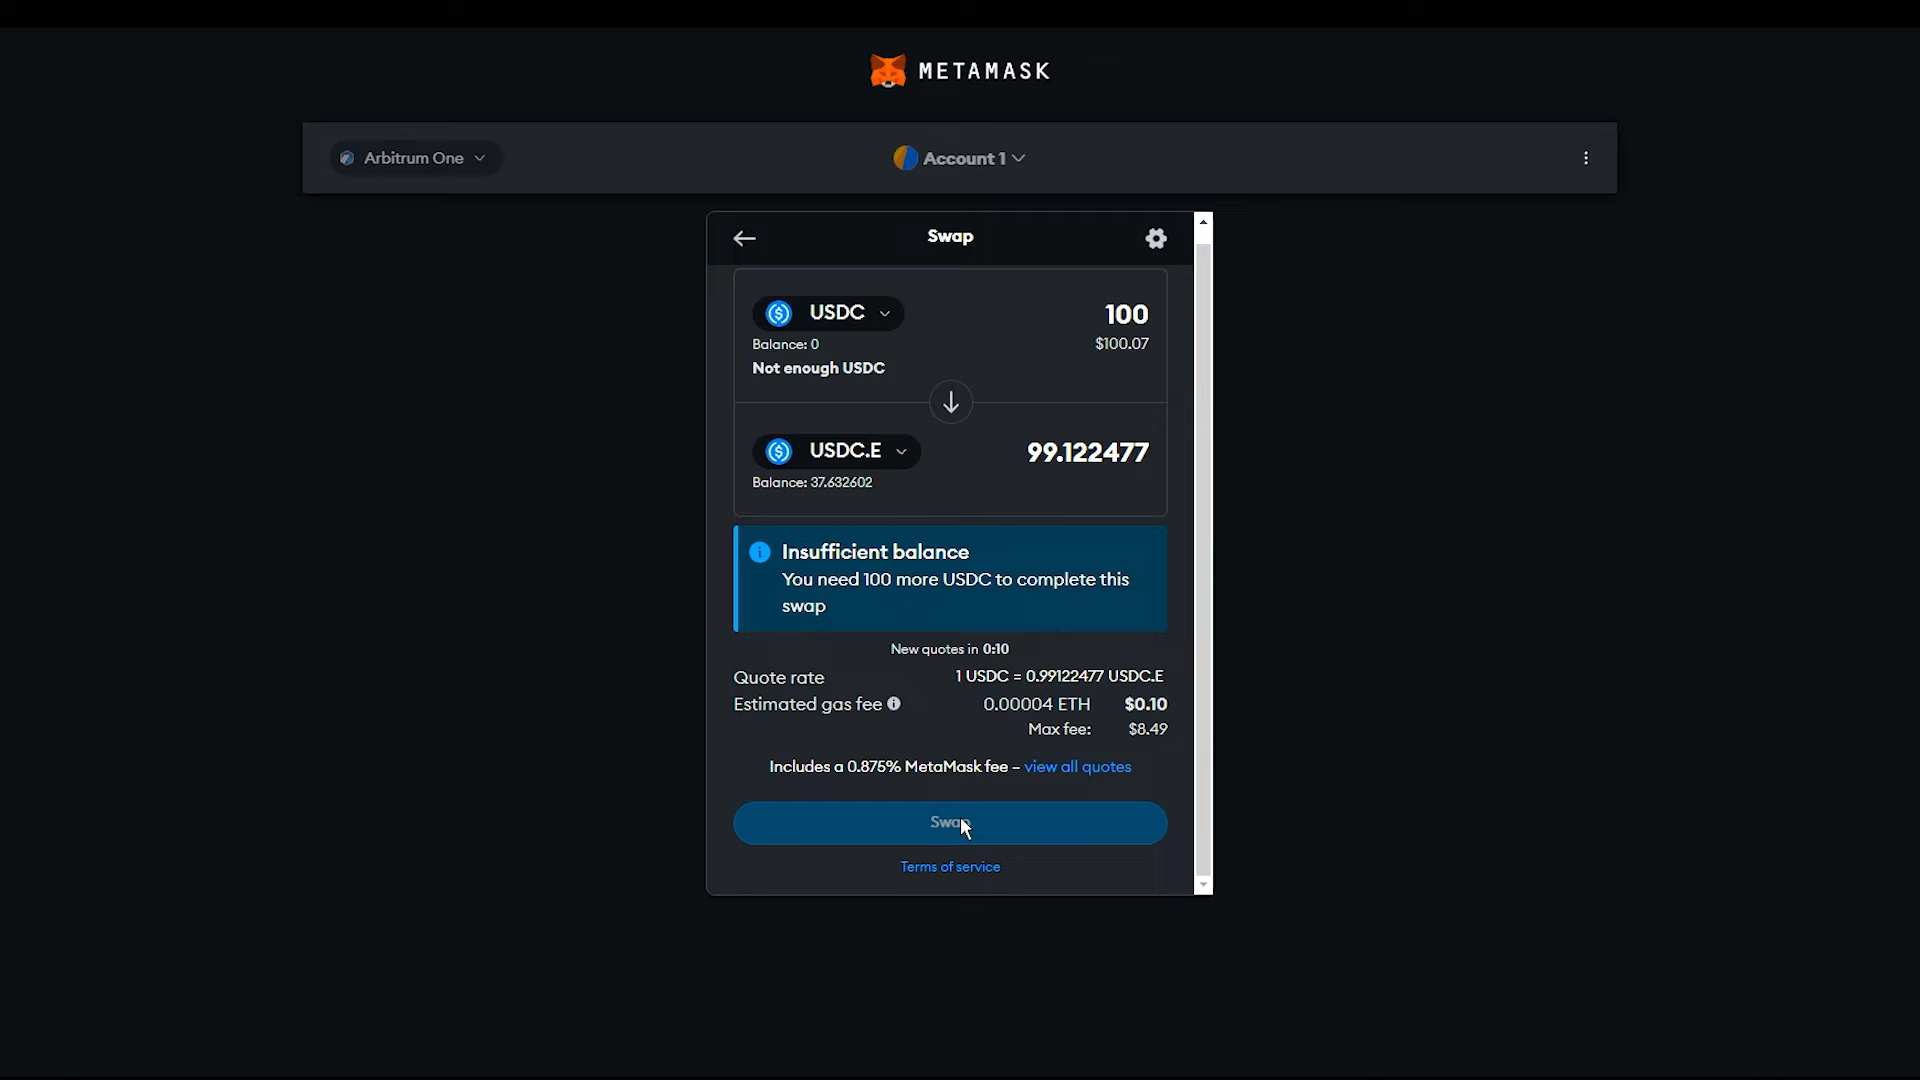 METAMASK
Arbitrum One
Account 1
Swap
USDC
100
Balance: 0
$100.07
Not enough USDC
USDC.E
99.122477
Balance: 37.632602
Insufficient balance
You need 100 more USDC to complete this
swap
New quotes in 0:10
Quote rate
1 USDC = 0.99122477 USDC.E
Estimated gas fee
0.00004 ETH
$0.10
Max fee:
$8.49
Includes a 0.875% MetaMask fee – view all quotes
Swap
Terms of service